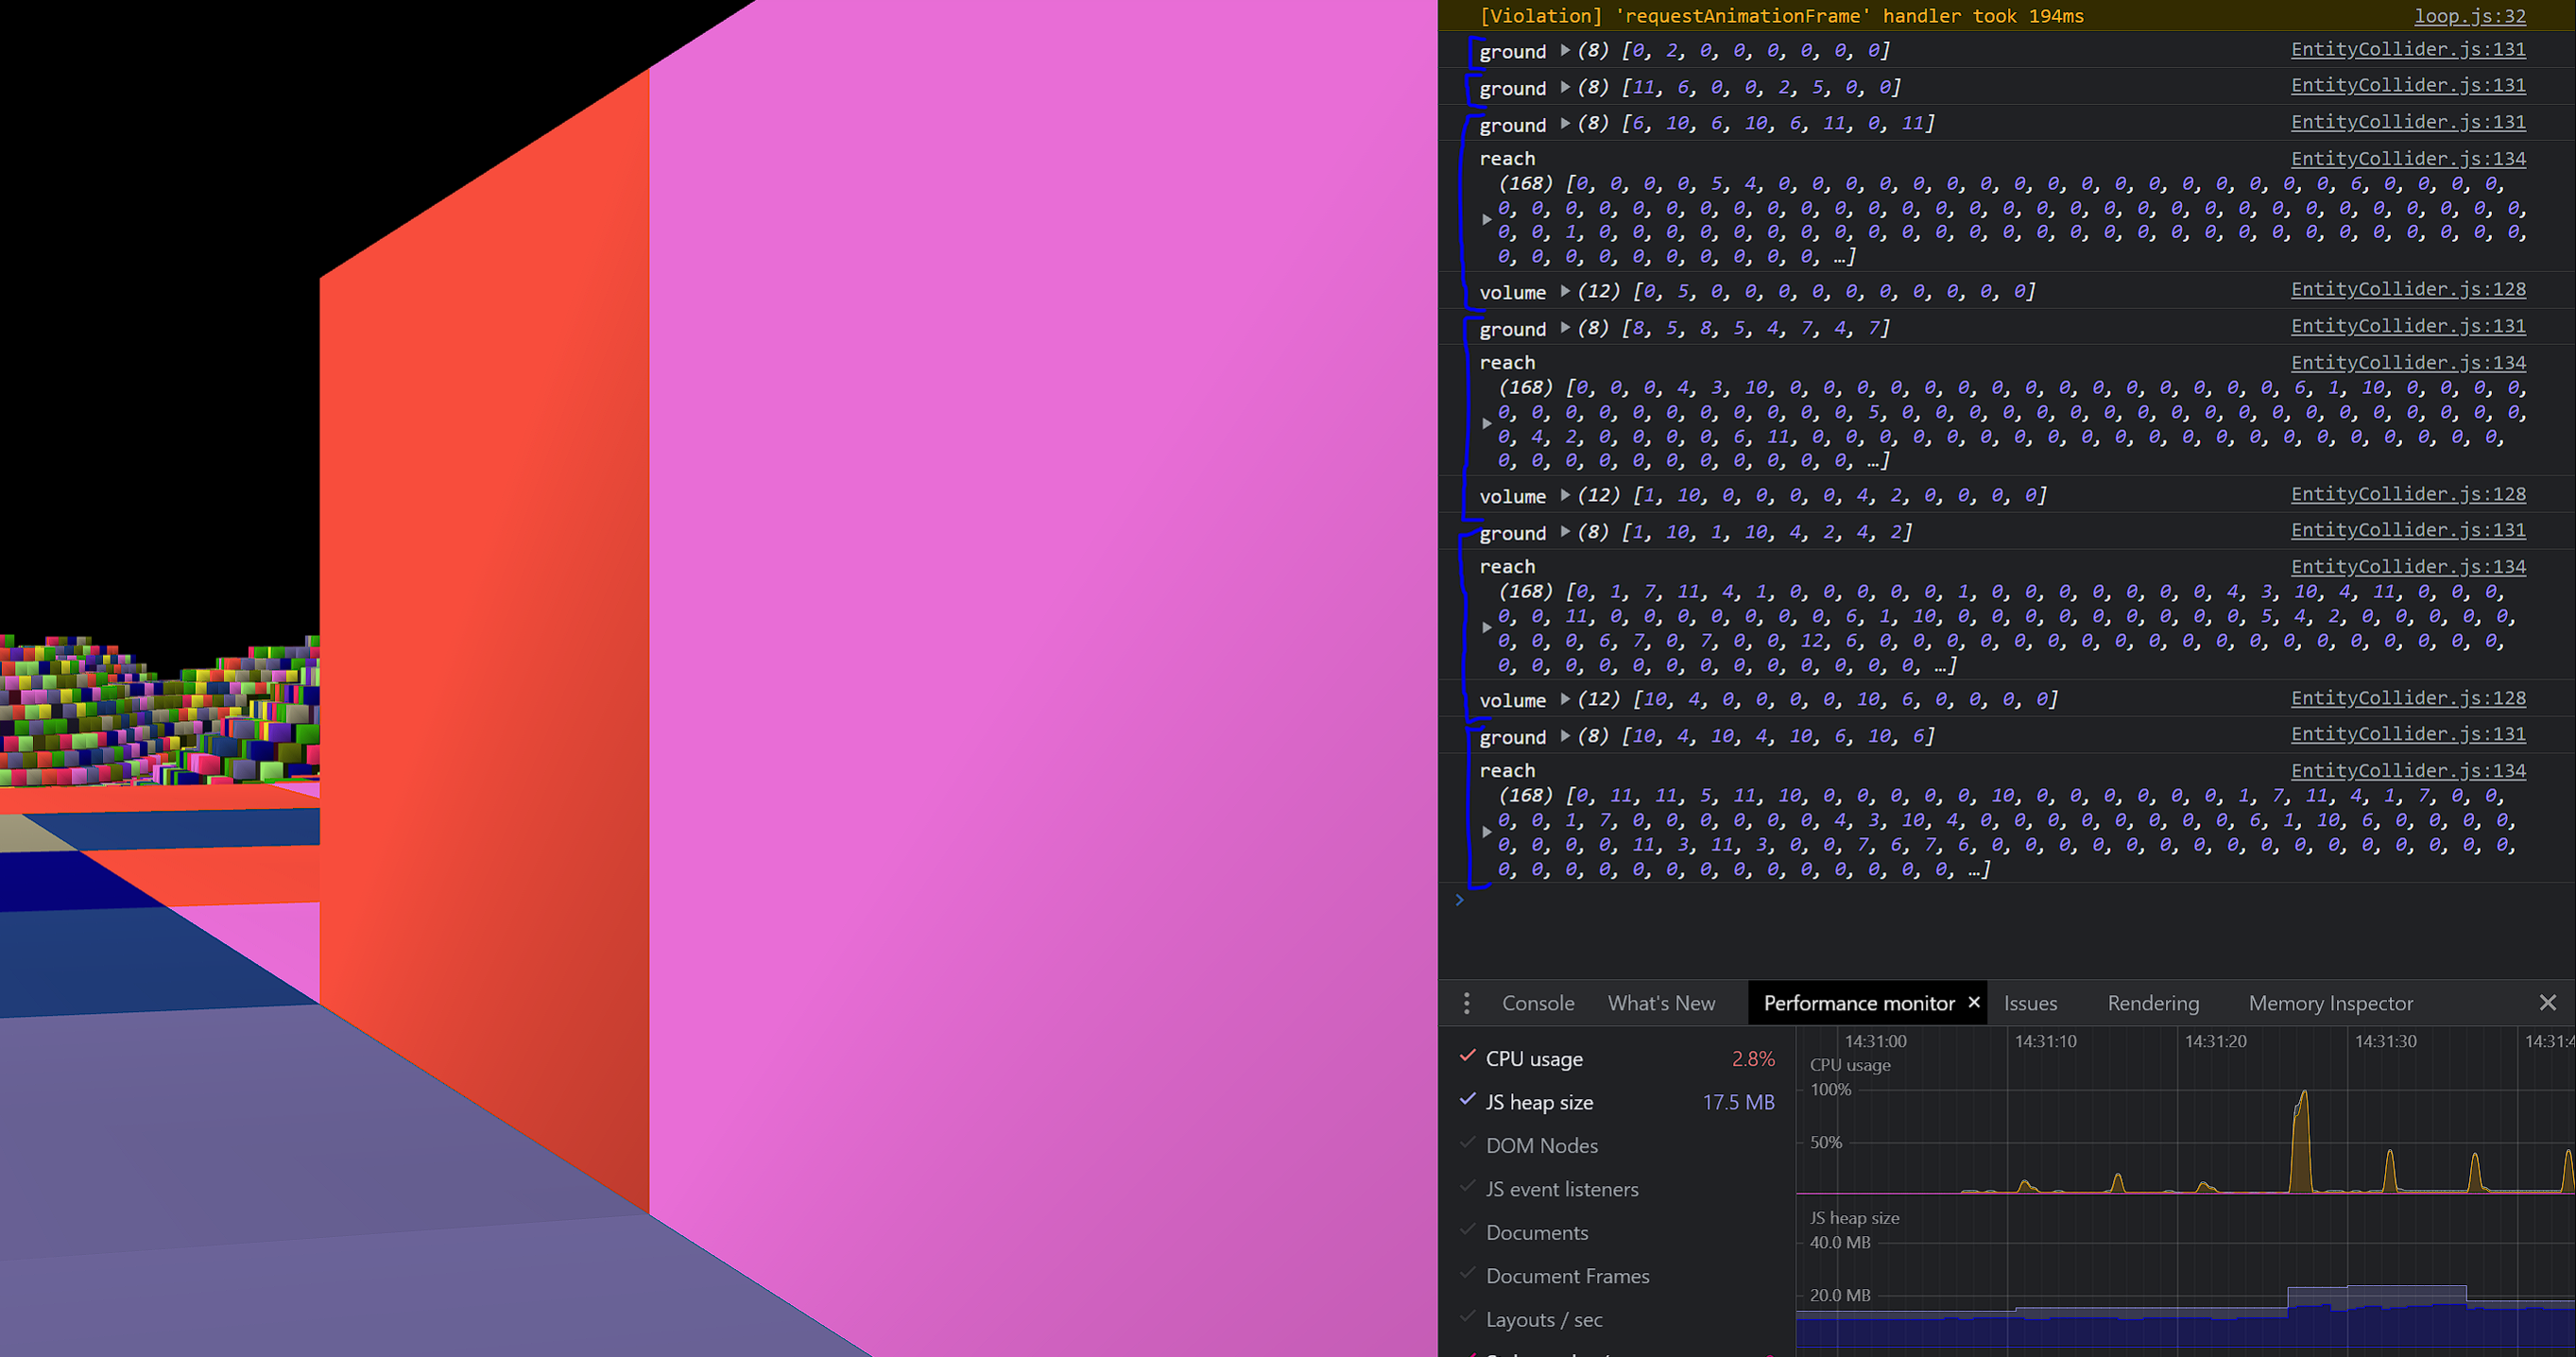 [Violation] 'requestAnimationFrame' handler took 194ms loop.js:32
ground ▶(8) [0, 2, 0, 0, 0, 0, 0, 0] EntityCollider.js:131
ground ▶(8) [11, 6, 0, 0, 2, 5, 0, 0] EntityCollider.js:131
ground ▶(8) [6, 10, 6, 10, 6, 11, 0, 11] EntityCollider.js:131
reach EntityCollider.js:134
(168) [0, 0, 0, 0, 5, 4, 0, 0, 0, 0, 0, 0, 0, 0, 0, 0, 0, 0, 0, 0, 0, 0, 0, 6, 0, 0, 0, 0,
0, 0, 0, 0, 0, 0, 0, 0, 0, 0, 0, 0, 0, 0, 0, 0, 0, 0, 0, 0, 0, 0, 0, 0, 0, 0, 0, 0, 0, 0, 0, 0,
▶ 0, 0, 1, 0, 0, 0, 0, 0, 0, 0, 0, 0, 0, 0, 0, 0, 0, 0, 0, 0, 0, 0, 0, 0, 0, 0, 0, 0, 0, 0, 0,
0, 0, 0, 0, 0, 0, 0, 0, 0, 0, …]
volume ▶(12) [0, 5, 0, 0, 0, 0, 0, 0, 0, 0, 0, 0] EntityCollider.js:128
ground ▶(8) [8, 5, 8, 5, 4, 7, 4, 7] EntityCollider.js:131
reach EntityCollider.js:134
(168) [0, 0, 0, 4, 3, 10, 0, 0, 0, 0, 0, 0, 0, 0, 0, 0, 0, 0, 0, 0, 0, 6, 1, 10, 0, 0, 0, 0,
0, 0, 0, 0, 0, 0, 0, 0, 0, 0, 0, 5, 0, 0, 0, 0, 0, 0, 0, 0, 0, 0, 0, 0, 0, 0, 0, 0, 0, 0, 0,
▶ 0, 4, 2, 0, 0, 0, 0, 6, 11, 0, 0, 0, 0, 0, 0, 0, 0, 0, 0, 0, 0, 0, 0, 0, 0, 0, 0, 0, 0, 0,
0, 0, 0, 0, 0, 0, 0, 0, 0, 0, 0, …]
volume ▶(12) [1, 10, 0, 0, 0, 0, 4, 2, 0, 0, 0, 0] EntityCollider.js:128
ground ▶(8) [1, 10, 1, 10, 4, 2, 4, 2] EntityCollider.js:131
reach EntityCollider.js:134
(168) [0, 1, 7, 11, 4, 1, 0, 0, 0, 0, 0, 1, 0, 0, 0, 0, 0, 0, 0, 4, 3, 10, 4, 11, 0, 0, 0,
0, 0, 11, 0, 0, 0, 0, 0, 0, 0, 6, 1, 10, 0, 0, 0, 0, 0, 0, 0, 0, 0, 5, 4, 2, 0, 0, 0, 0, 0,
▶ 0, 0, 0, 6, 7, 0, 7, 0, 0, 12, 6, 0, 0, 0, 0, 0, 0, 0, 0, 0, 0, 0, 0, 0, 0, 0, 0, 0, 0, 0,
0, 0, 0, 0, 0, 0, 0, 0, 0, 0, 0, 0, 0, …]
volume ▶(12) [10, 4, 0, 0, 0, 0, 10, 6, 0, 0, 0, 0] EntityCollider.js:128
ground ▶(8) [10, 4, 10, 4, 10, 6, 10, 6] EntityCollider.js:131
reach EntityCollider.js:134
(168) [0, 11, 11, 5, 11, 10, 0, 0, 0, 0, 0, 10, 0, 0, 0, 0, 0, 0, 0, 1, 7, 11, 4, 1, 7, 0, 0,
0, 0, 1, 7, 0, 0, 0, 0, 0, 0, 0, 4, 3, 10, 4, 0, 0, 0, 0, 0, 0, 0, 0, 6, 1, 10, 6, 0, 0, 0, 0,
▶ 0, 0, 0, 0, 11, 3, 11, 3, 0, 0, 7, 6, 7, 6, 0, 0, 0, 0, 0, 0, 0, 0, 0, 0, 0, 0, 0, 0, 0, 0,
0, 0, 0, 0, 0, 0, 0, 0, 0, 0, 0, 0, 0, 0, …]
>
Console What's New Performance monitor × Issues Rendering Memory Inspector ×
14:31:00 14:31:10 14:31:20 14:31:30 14:31:4
CPU usage 2.8%
JS heap size 17.5 MB
DOM Nodes
JS event listeners
Documents
Document Frames
Layouts / sec
CPU usage
100%
50%
JS heap size
40.0 MB
20.0 MB